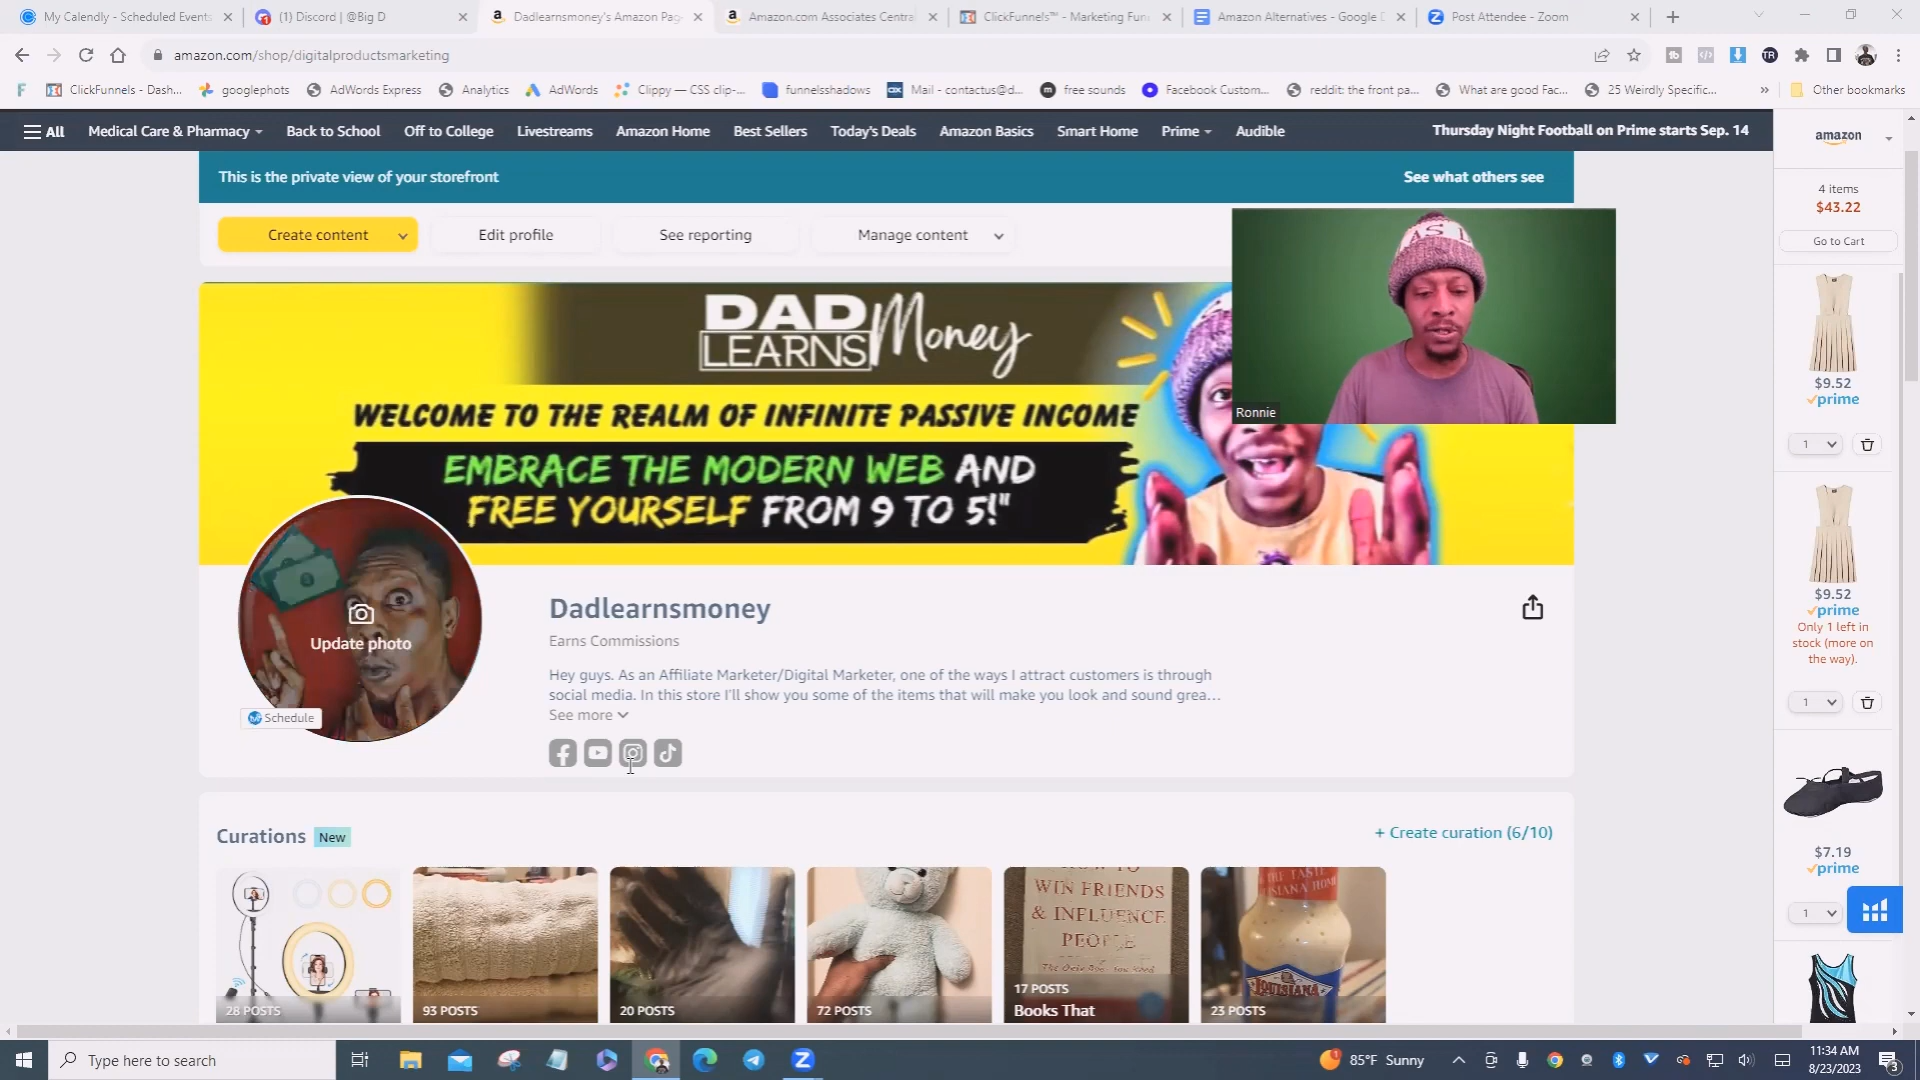 My Calendly - Scheduled Events
(1) Discord | @Big D
Dadlearnsmoney's Amazon Pag
Amazon.com Associates Centra
ClickFunnels™ - Marketing Fun
Amazon Alternatives - Google D
Post Attendee - Zoom
amazon.com/shop/digitalproductsmarketing
ClickFunnels - Dash...
googlephots
AdWords Express
Analytics
AdWords
Clippy — CSS clip-...
funnelsshadows
Mail - contactus@d...
free sounds
Facebook Custom...
reddit: the front pa...
What are good Fac...
25 Weirdly Specific...
»
Other bookmarks
All
Medical Care & Pharmacy
Back to School
Off to College
Livestreams
Amazon Home
Best Sellers
Today's Deals
Amazon Basics
Smart Home
Prime
Audible
Thursday Night Football on Prime starts Sep. 14
This is the private view of your storefront
See what others see
Create content
Edit profile
See reporting
Manage content
DAD
LEARNS
Money
WELCOME TO THE REALM OF INFINITE PASSIVE INCOME
EMBRACE THE MODERN WEB AND
FREE YOURSELF FROM 9 TO 5!"
Ronnie
Update photo
Schedule
Dadlearnsmoney
Earns Commissions
Hey guys. As an Affiliate Marketer/Digital Marketer, one of the ways I attract customers is through
social media. In this store I'll show you some of the items that will make you look and sound grea...
See more
Curations
New
+ Create curation (6/10)
28 POSTS
93 POSTS
20 POSTS
72 POSTS
WIN FRIENDS
& INFLUENCE
PEOPLE
17 POSTS
Books That
LOUISIANA
23 POSTS
amazon
4 items
$43.22
Go to Cart
$9.52
prime
1
$9.52
prime
Only 1 left in
stock (more on
the way).
1
$7.19
prime
1
Type here to search
85°F Sunny
11:34 AM
8/23/2023
3